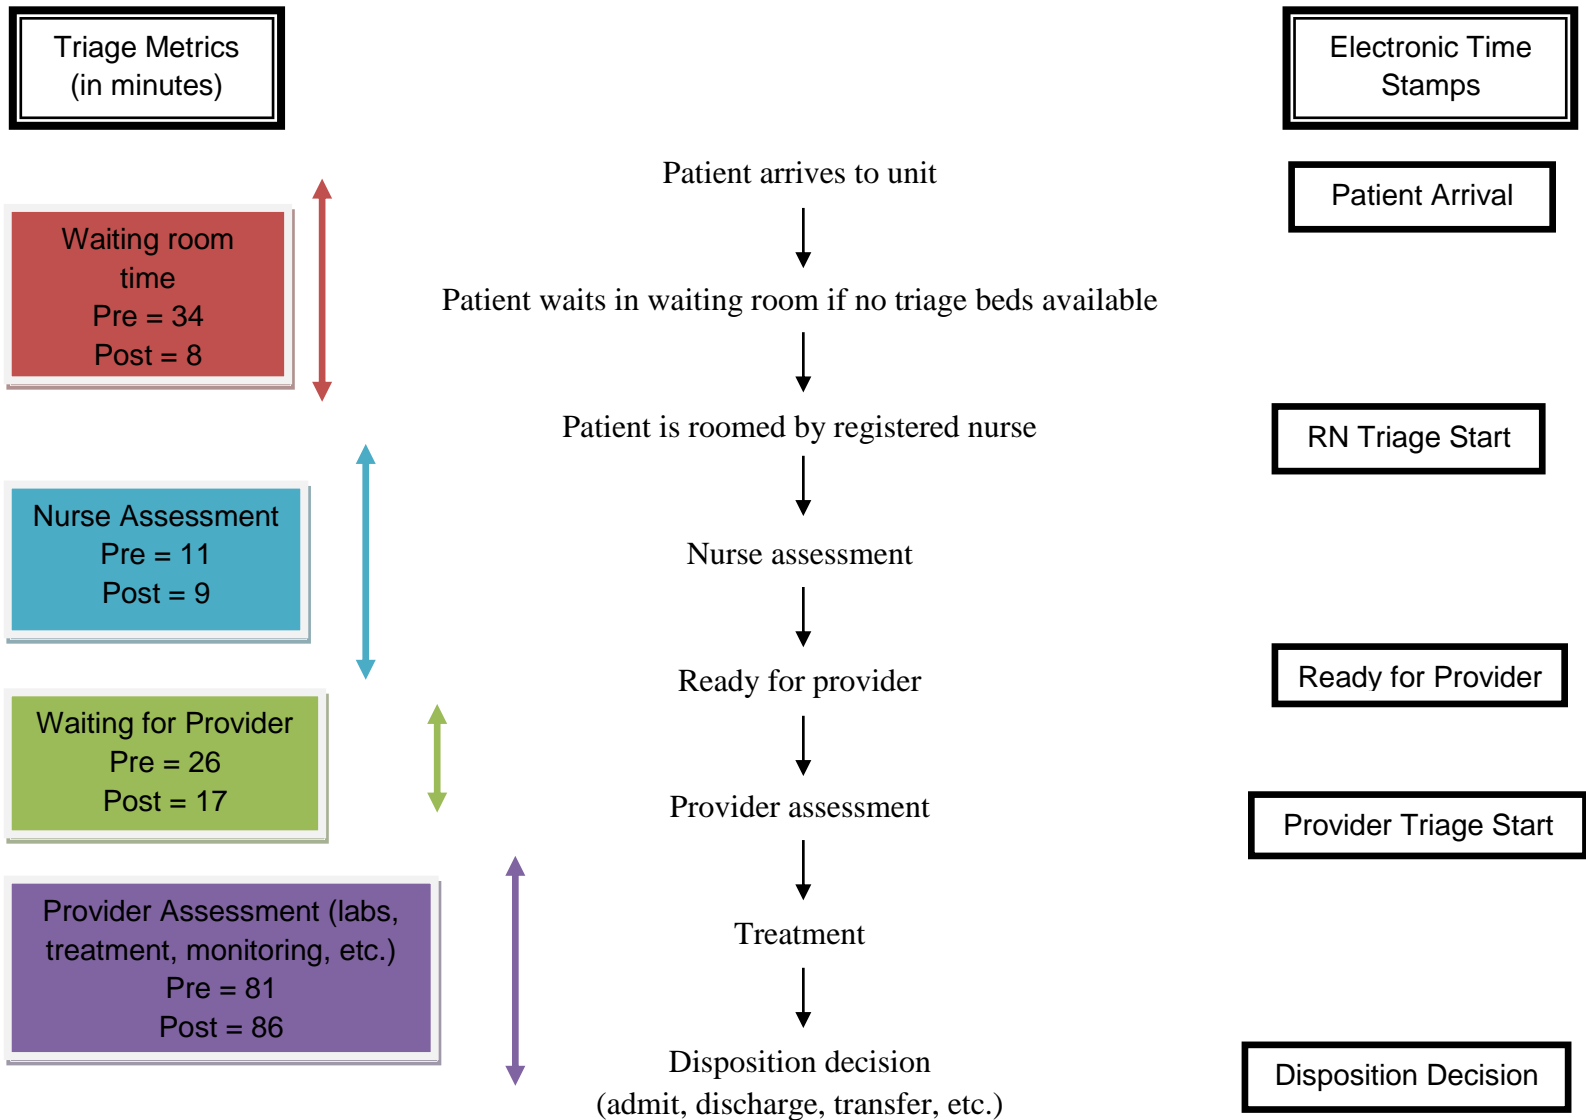 Triage Metrics
(in minutes)
Electronic Time
Stamps
Patient arrives to unit
Patient Arrival
Waiting room
time
Pre = 34
Post = 8
Patient waits in waiting room if no triage beds available
Patient is roomed by registered nurse
RN Triage Start
Nurse Assessment
Pre = 11
Post = 9
Nurse assessment
Ready for provider
Ready for Provider
Waiting for Provider
Pre = 26
Post = 17
Provider assessment
Provider Triage Start
Provider Assessment (labs,
treatment, monitoring, etc.)
Pre = 81
Post = 86
Treatment
Disposition decision
(admit, discharge, transfer, etc.)
Disposition Decision